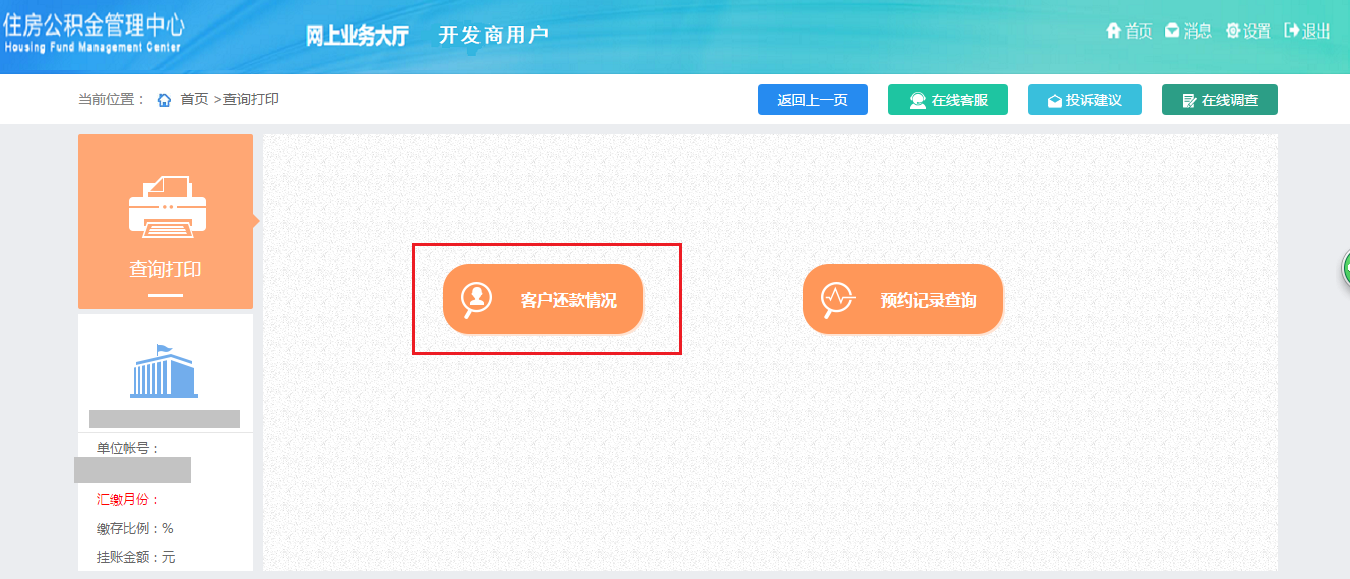 住房公积金管理中心
Housing Fund Management Center
网上业务大厅 开发商用户
首页 消息 设置 退出
当前位置： 首页 >查询打印
返回上一页 在线客服 投诉建议 在线调查
查询打印
客户还款情况 预约记录查询
单位帐号：
汇缴月份：
缴存比例：%
挂账金额：元